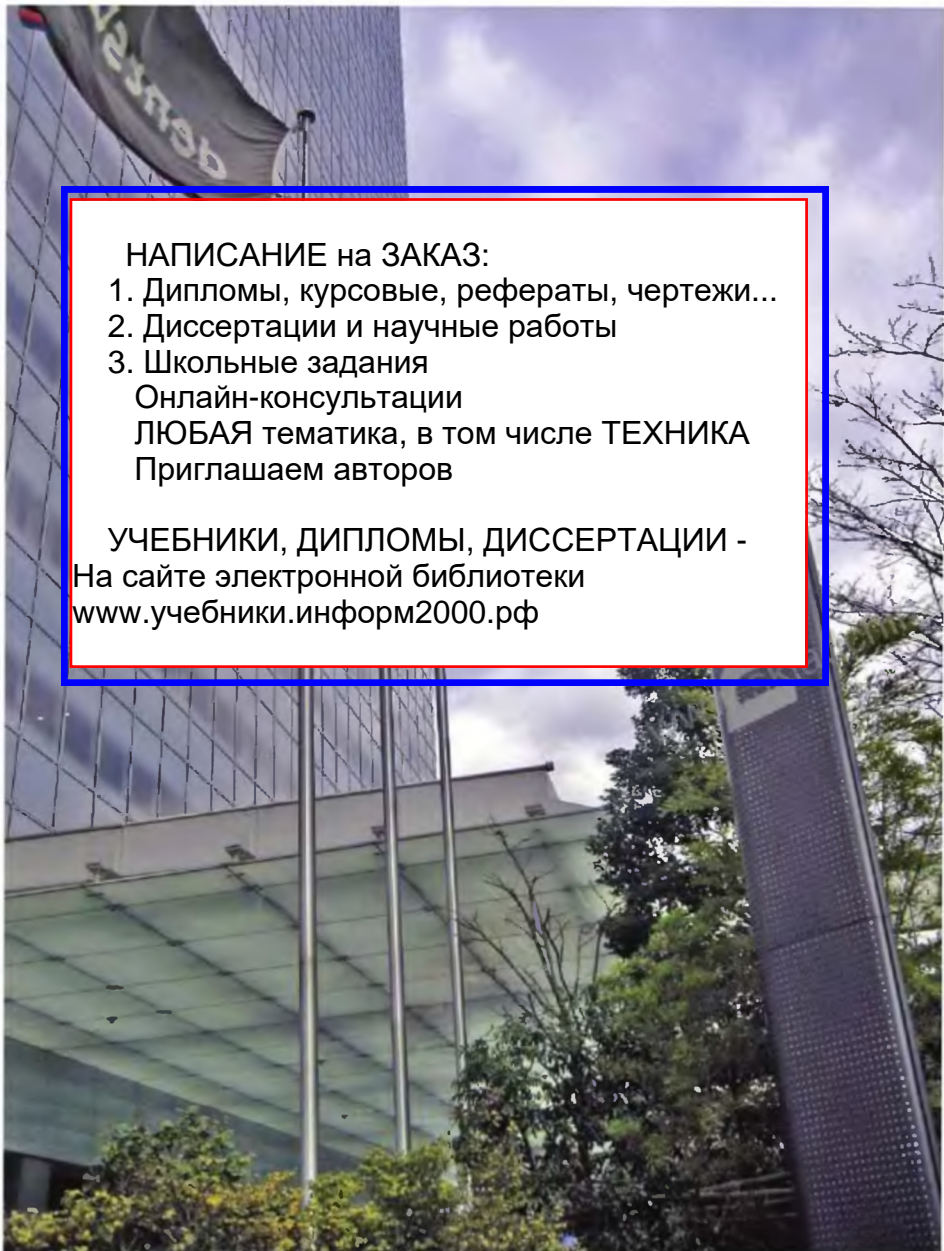 НАПИСАНИЕ на ЗАКАЗ:
1. Дипломы, курсовые, рефераты, чертежи...
2. Диссертации и научные работы
3. Школьные задания
Онлайн-консультации
ЛЮБАЯ тематика, в том числе ТЕХНИКА
Приглашаем авторов
УЧЕБНИКИ, ДИПЛОМЫ, ДИССЕРТАЦИИ -
На сайте электронной библиотеки
www.учебники.информ2000.рф